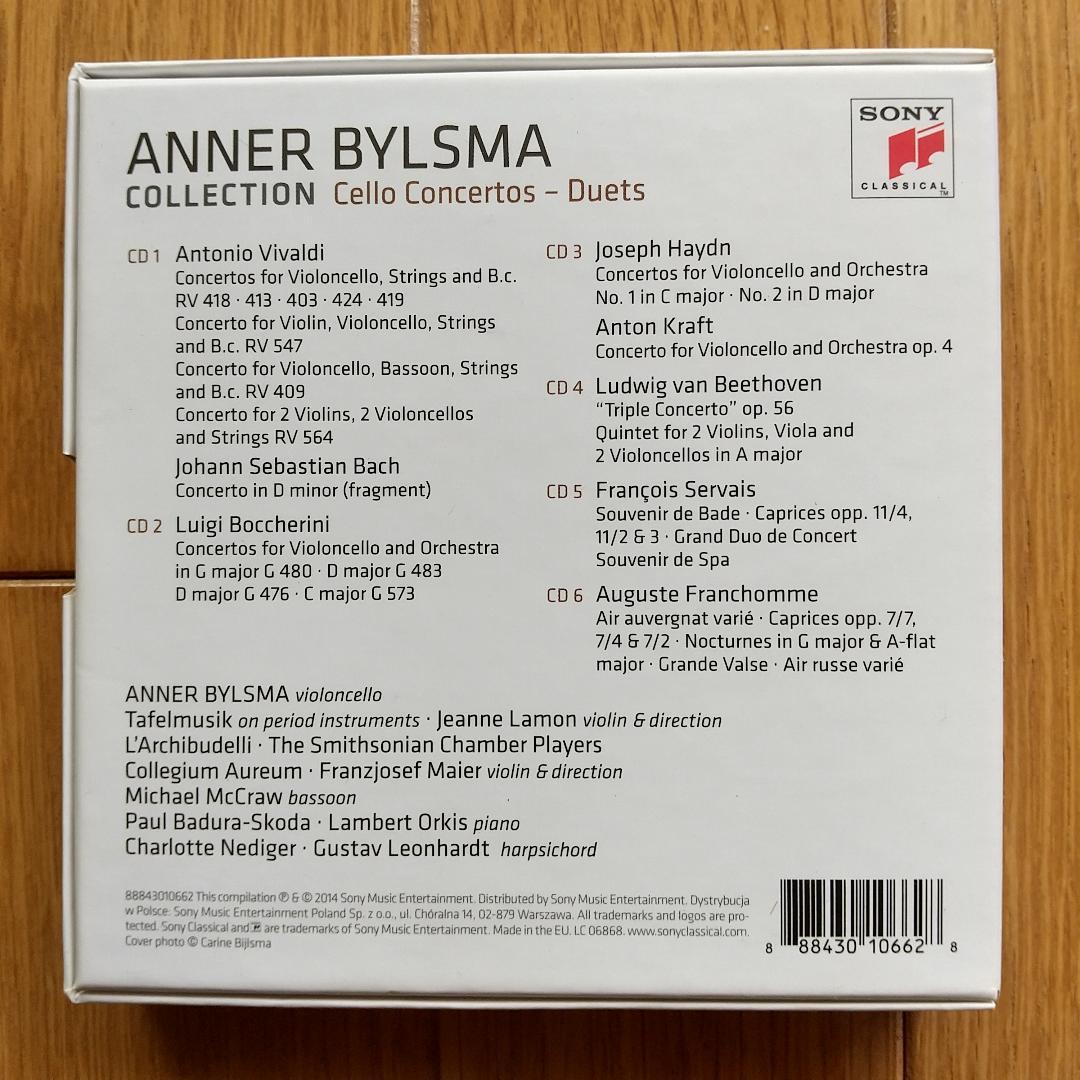 ANNER BYLSMA
COLLECTION Cello Concertos – Duets
SONY
CLASSICAL
TM
CD 1 Antonio Vivaldi
Concertos for Violoncello, Strings and B.c.
RV 418 · 413 · 403 · 424 · 419
Concerto for Violin, Violoncello, Strings
and B.c. RV 547
Concerto for Violoncello, Bassoon, Strings
and B.c. RV 409
Concerto for 2 Violins, 2 Violoncellos
and Strings RV 564
Johann Sebastian Bach
Concerto in D minor (fragment)
CD 2 Luigi Boccherini
Concertos for Violoncello and Orchestra
in G major G 480 · D major G 483
D major G 476 · C major G 573
CD 3 Joseph Haydn
Concertos for Violoncello and Orchestra
No. 1 in C major · No. 2 in D major
Anton Kraft
Concerto for Violoncello and Orchestra op. 4
CD 4 Ludwig van Beethoven
“Triple Concerto” op. 56
Quintet for 2 Violins, Viola and
2 Violoncellos in A major
CD 5 François Servais
Souvenir de Bade · Caprices opp. 11/4,
11/2 & 3 · Grand Duo de Concert
Souvenir de Spa
CD 6 Auguste Franchomme
Air auvergnat varié · Caprices opp. 7/7,
7/4 & 7/2 · Nocturnes in G major & A-flat
major · Grande Valse · Air russe varié
ANNER BYLSMA violoncello
Tafelmusik on period instruments · Jeanne Lamon violin & direction
L'Archibudelli · The Smithsonian Chamber Players
Collegium Aureum · Franzjosef Maier violin & direction
Michael McCraw bassoon
Paul Badura-Skoda · Lambert Orkis piano
Charlotte Nediger · Gustav Leonhardt harpsichord
88843010662 This compilation ℗ & © 2014 Sony Music Entertainment. Distributed by Sony Music Entertainment. Dystrybucja
w Polsce: Sony Music Entertainment Poland Sp. z o.o., ul. Chóralna 14, 02-879 Warszawa. All trademarks and logos are pro-
tected. Sony Classical and are trademarks of Sony Music Entertainment. Made in the EU. LC 06868. www.sonyclassical.com.
Cover photo © Carine Bijlsma
8 88430 10662 8